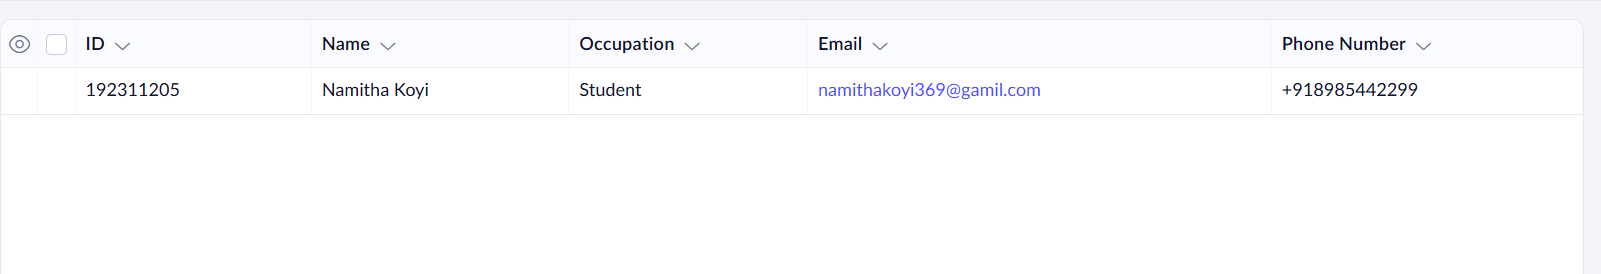 ID Name Occupation Email Phone Number
192311205 Namitha Koyi Student namithakoyi369@gamil.com +918985442299